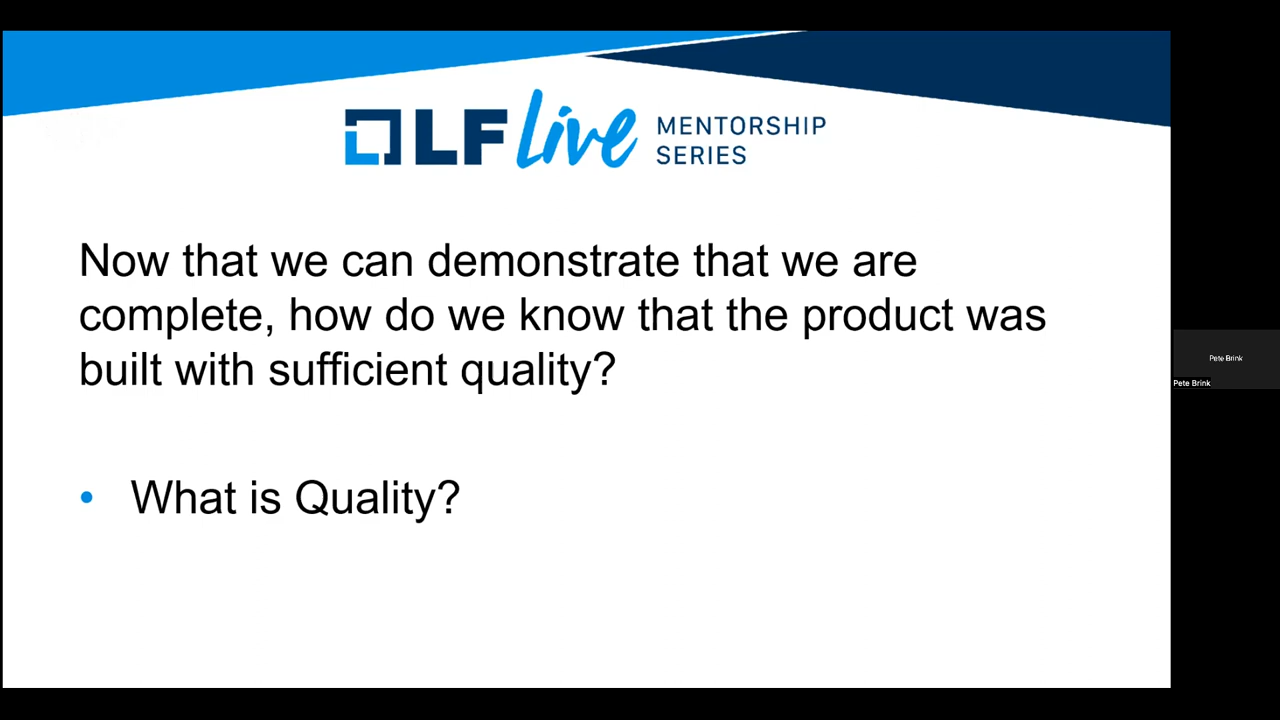 LF live MENTORSHIP
SERIES
Now that we can demonstrate that we are
complete, how do we know that the product was
built with sufficient quality?
• What is Quality?
Pete Brink
Pete Brink